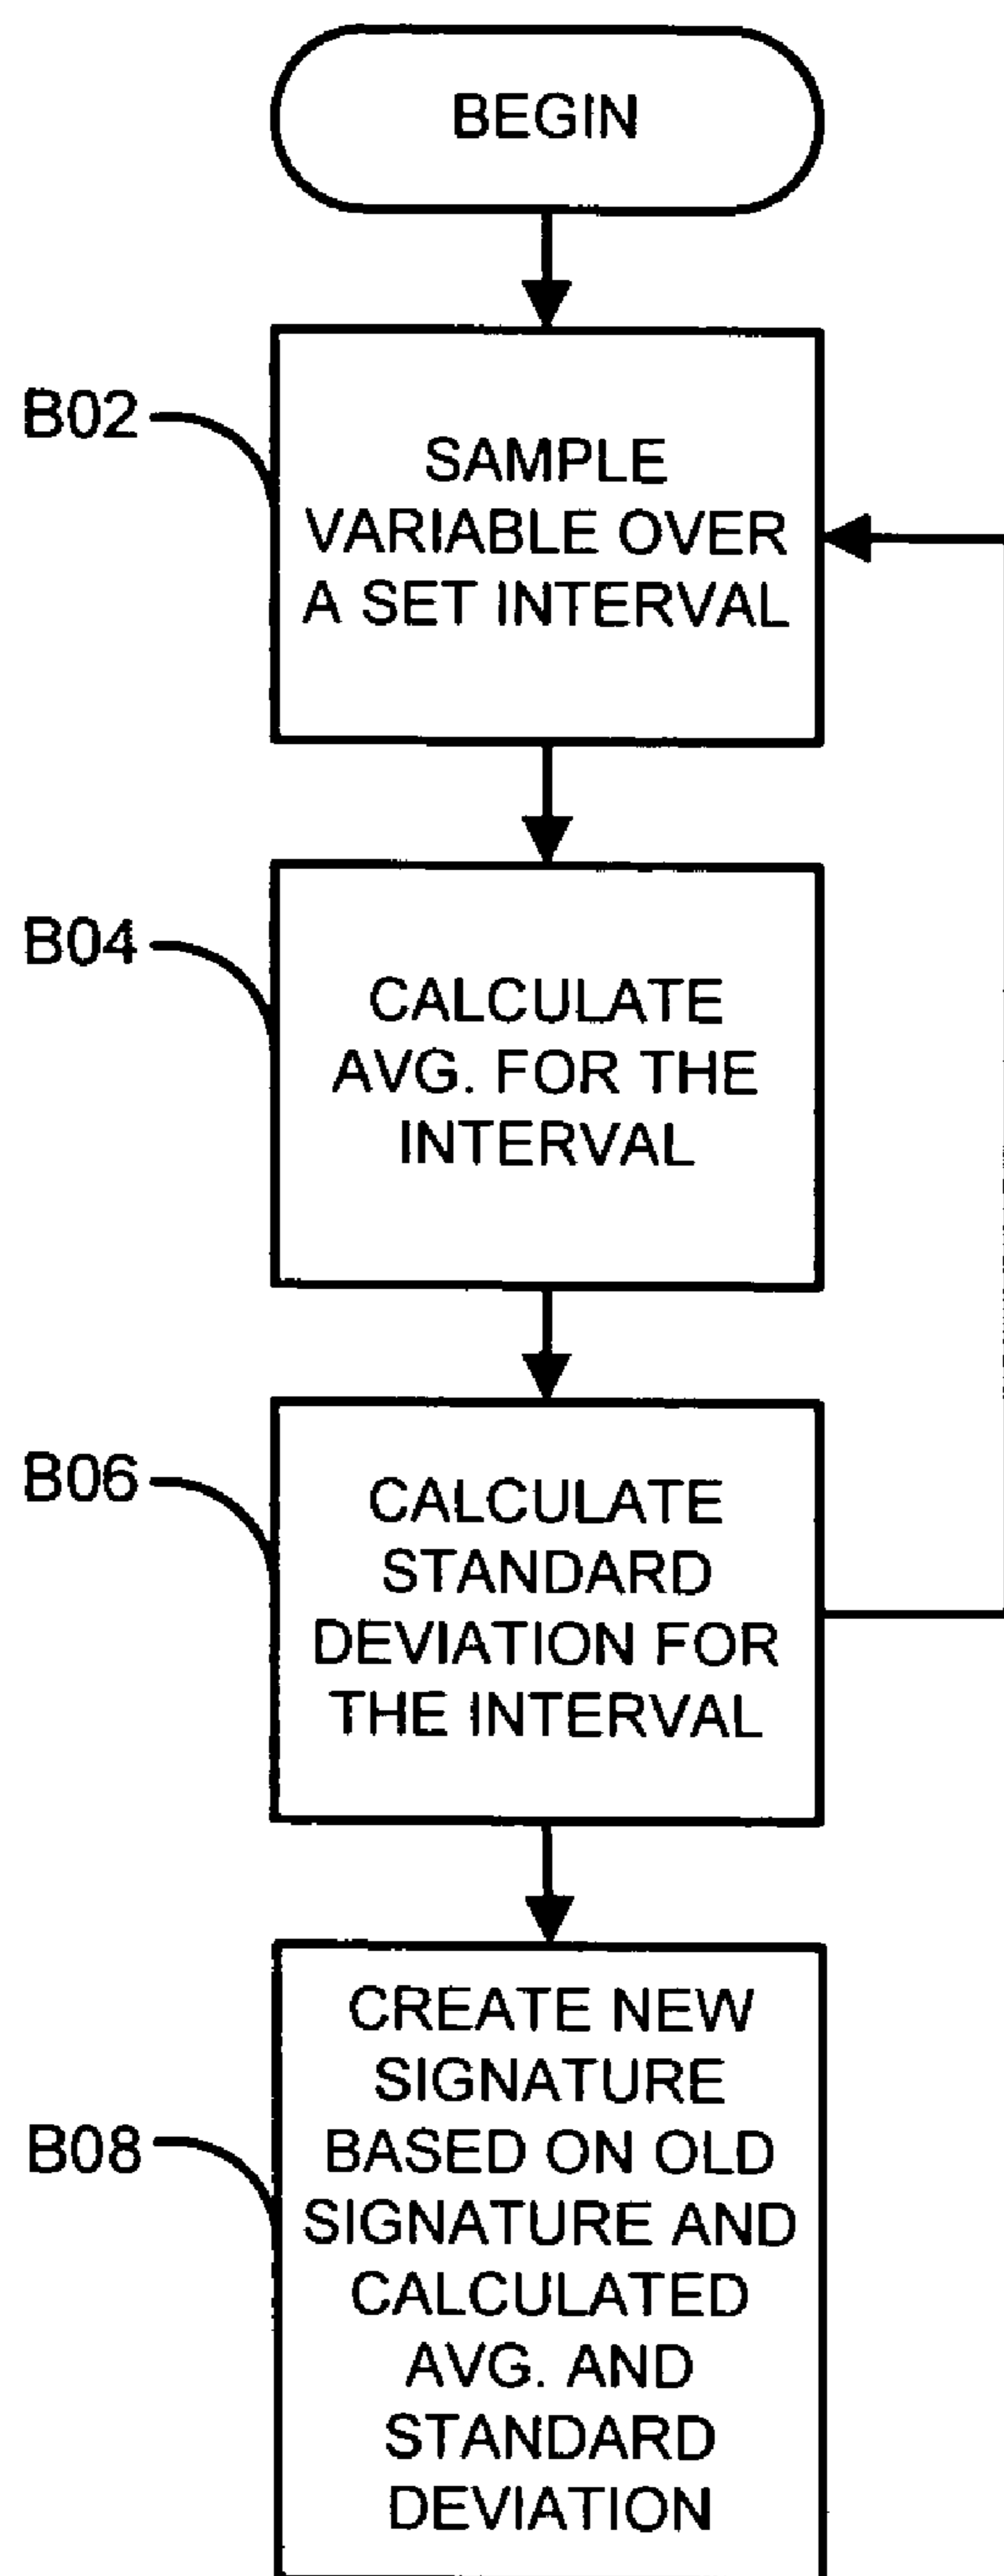 BEGIN
B02
SAMPLE
VARIABLE OVER
A SET INTERVAL
B04
CALCULATE
AVG. FOR THE
INTERVAL
B06
CALCULATE
STANDARD
DEVIATION FOR
THE INTERVAL
B08
CREATE NEW
SIGNATURE
BASED ON OLD
SIGNATURE AND
CALCULATED
AVG. AND
STANDARD
DEVIATION